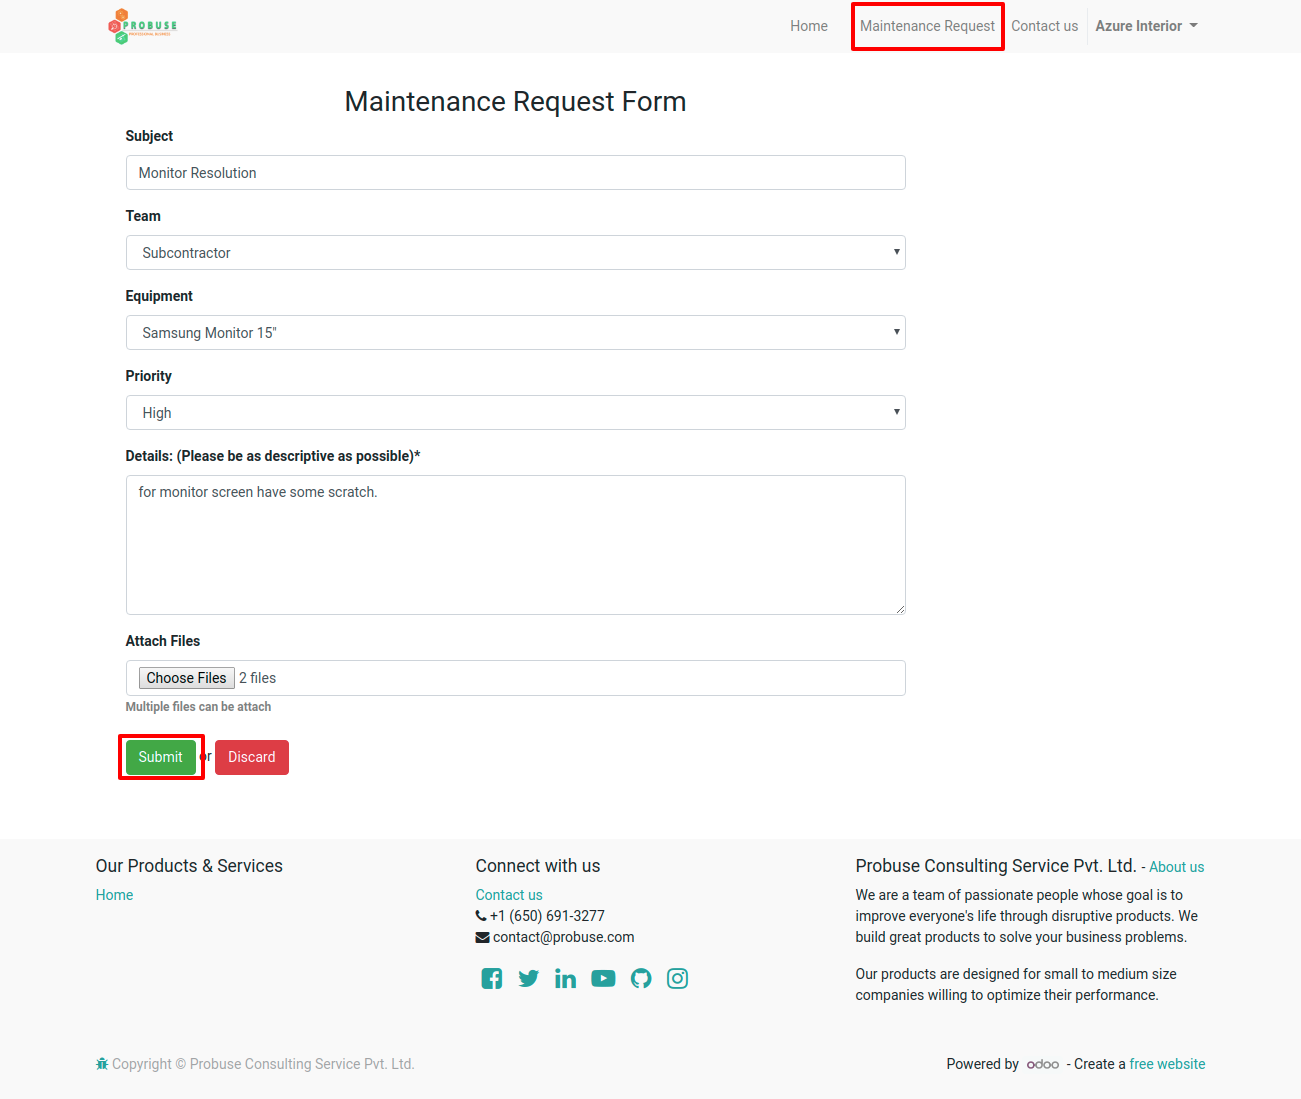 PROBUSE
Home Maintenance Request Contact us Azure Interior
Maintenance Request Form
Subject
Monitor Resolution
Team
Subcontractor
Equipment
Samsung Monitor 15"
Priority
High
Details: (Please be as descriptive as possible)*
for monitor screen have some scratch.
Attach Files
Choose Files 2 files
Multiple files can be attach
Submit or Discard
Our Products & Services
Home
Connect with us
Contact us
+1 (650) 691-3277
contact@probuse.com
Probuse Consulting Service Pvt. Ltd. - About us
We are a team of passionate people whose goal is to
improve everyone's life through disruptive products. We
build great products to solve your business problems.
Our products are designed for small to medium size
companies willing to optimize their performance.
Copyright © Probuse Consulting Service Pvt. Ltd.
Powered by odoo - Create a free website